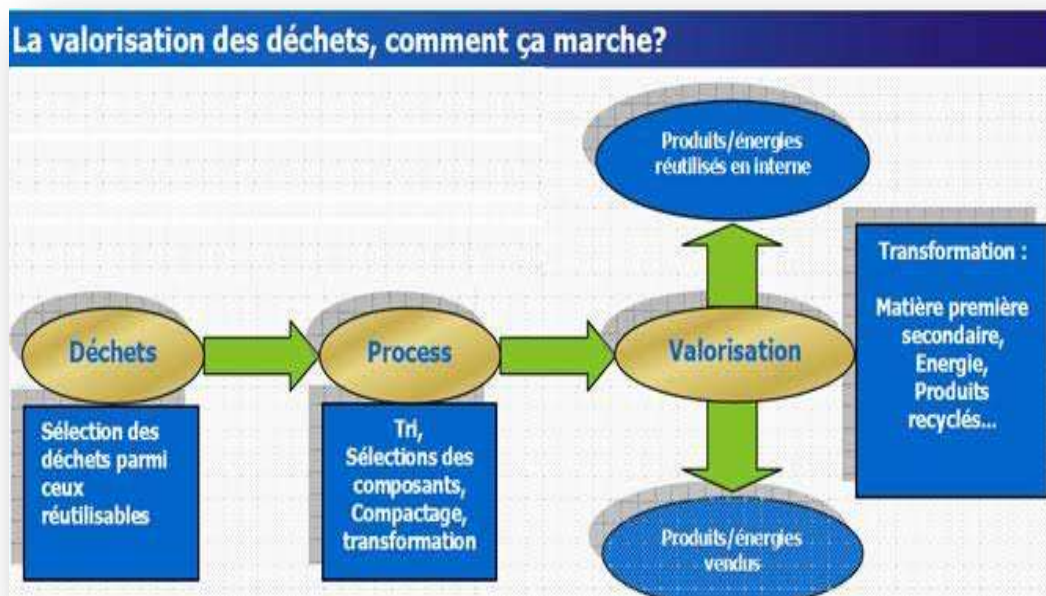 La valorisation des déchets, comment ça marche?
Produits/énergies
réutilisés en interne
Déchets
Process
Valorisation
Transformation :
Matière première
secondaire,
Energie,
Produits
recyclés...
Sélection des
déchets parmi
ceux
réutilisables
Tri,
Sélections des
composants,
Compactage,
transformation
Produits/énergies
vendus